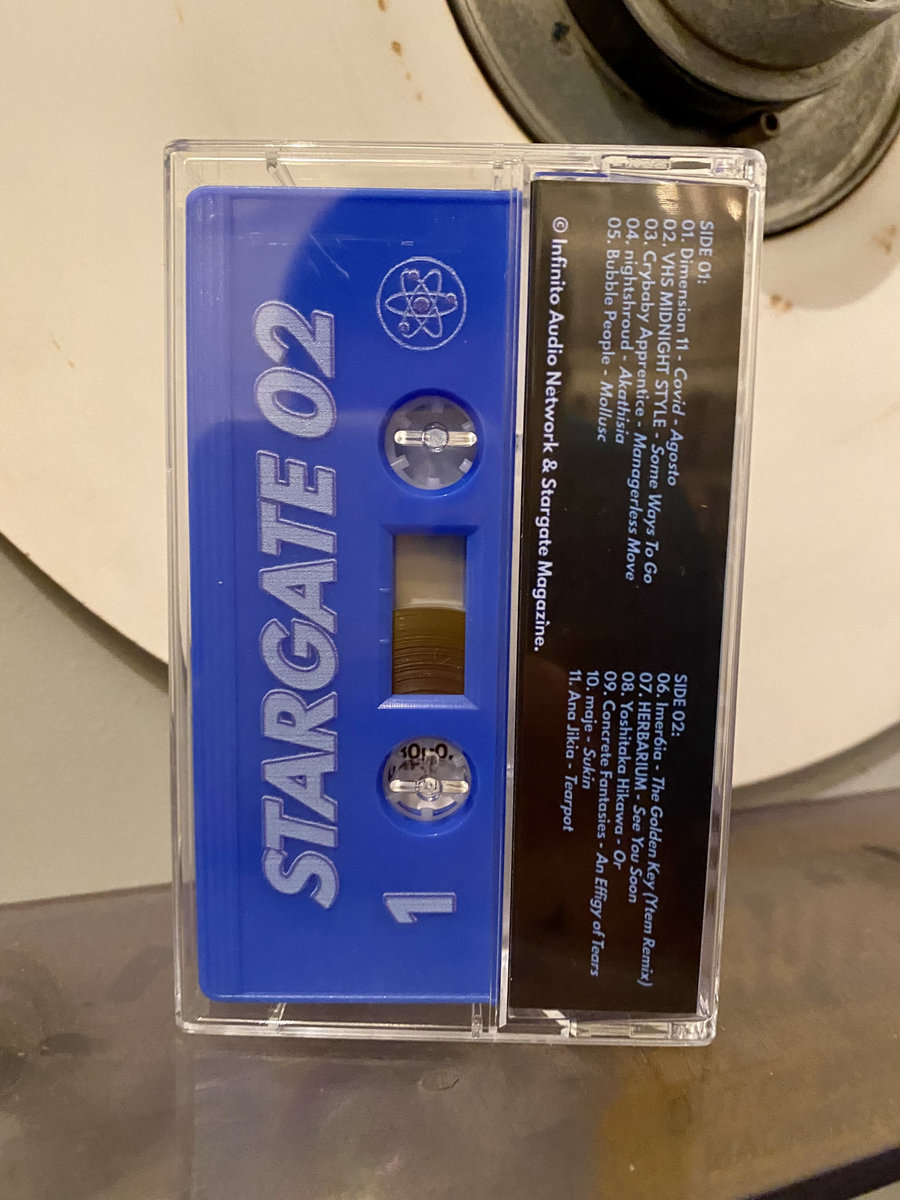 SIDE 01:
01. Dimension 11 - Covid - Agosto
02. VHS MIDNIGHT STYLE - Some Ways To Go
03. Crybaby Apprentice - Managerless Move
04. nightshroud - Akathisia
05. Bubble People - Mollusc
SIDE 02:
06. Imeróia - The Golden Key (Ytem Remix)
07. HERBARIUM - See You Soon
08. Yoshitaka Hikawa - Or
09. Concrete Fantasies - An Effigy of Tears
10. maje - Sukin
11. Ana Jikia - Tearpot
© Infinito Audio Network & Stargate Magazine.
STARGATE 02
1